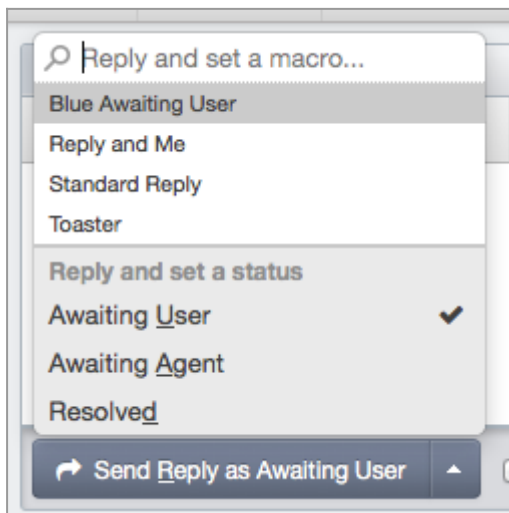 Reply and set a macro...
Blue Awaiting User
Reply and Me
Standard Reply
Toaster
Reply and set a status
Awaiting User
Awaiting Agent
Resolved
Send Reply as Awaiting User